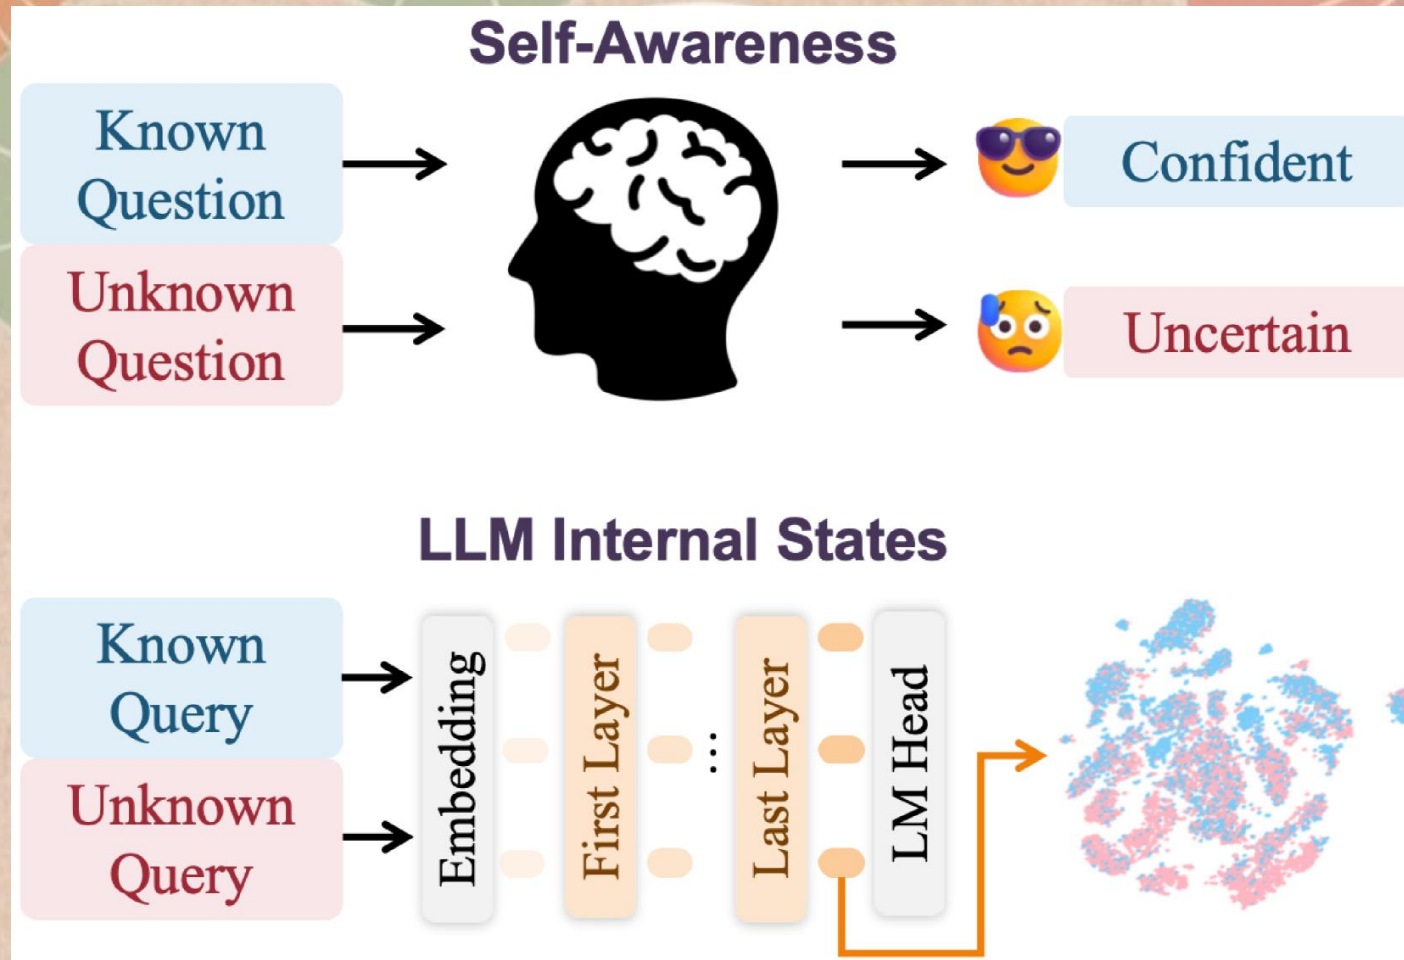 Self-Awareness
Known
Question
Unknown
Question
Confident
Uncertain
LLM Internal States
Known
Query
Unknown
Query
Embedding
First Layer
...
Last Layer
LM Head